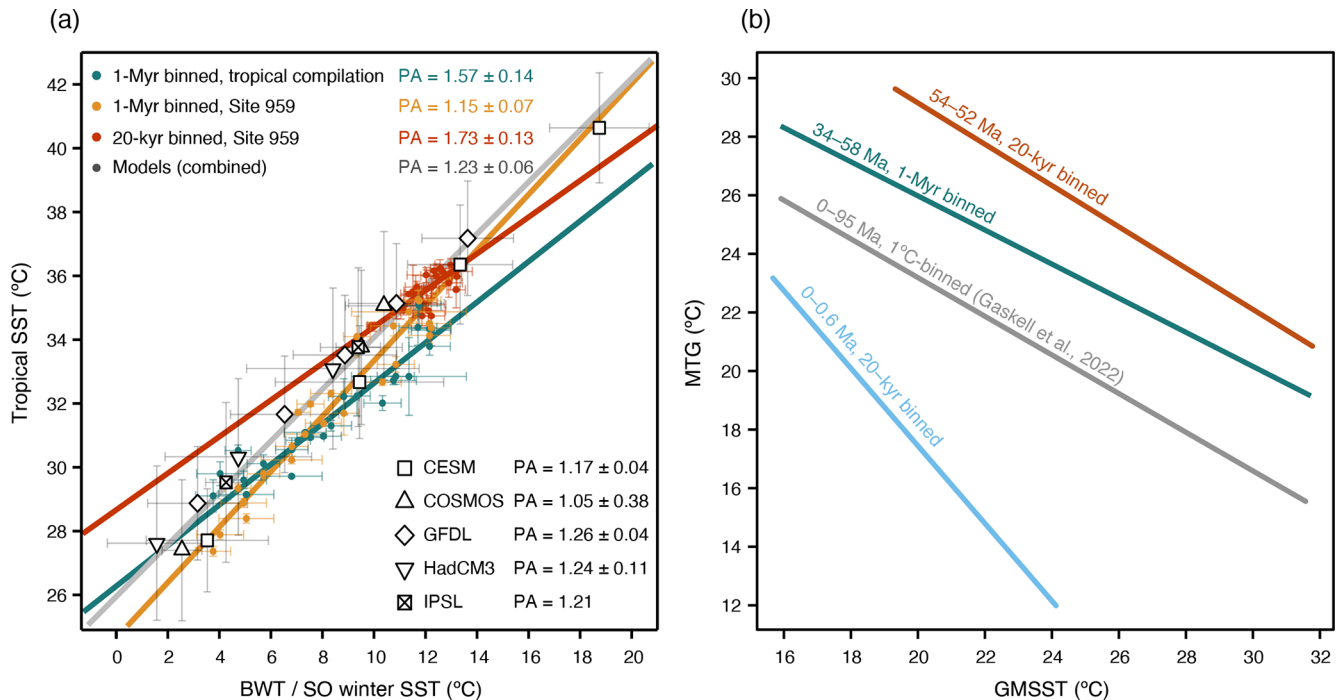 (a)
1-Myr binned, tropical compilation PA = 1.57 ± 0.14
1-Myr binned, Site 959 PA = 1.15 ± 0.07
20-kyr binned, Site 959 PA = 1.73 ± 0.13
Models (combined) PA = 1.23 ± 0.06
CESM PA = 1.17 ± 0.04
COSMOS PA = 1.05 ± 0.38
GFDL PA = 1.26 ± 0.04
HadCM3 PA = 1.24 ± 0.11
IPSL PA = 1.21
Tropical SST (ºC)
42
40
38
36
34
32
30
28
26
0 2 4 6 8 10 12 14 16 18 20
BWT / SO winter SST (ºC)
(b)
54–52 Ma, 20-kyr binned
34–58 Ma, 1-Myr binned
0–95 Ma, 1ºC-binned (Gaskell et al., 2022)
0–0.6 Ma, 20-kyr binned
MTG (ºC)
30
28
26
24
22
20
18
16
14
12
16 18 20 22 24 26 28 30 32
GMSST (ºC)